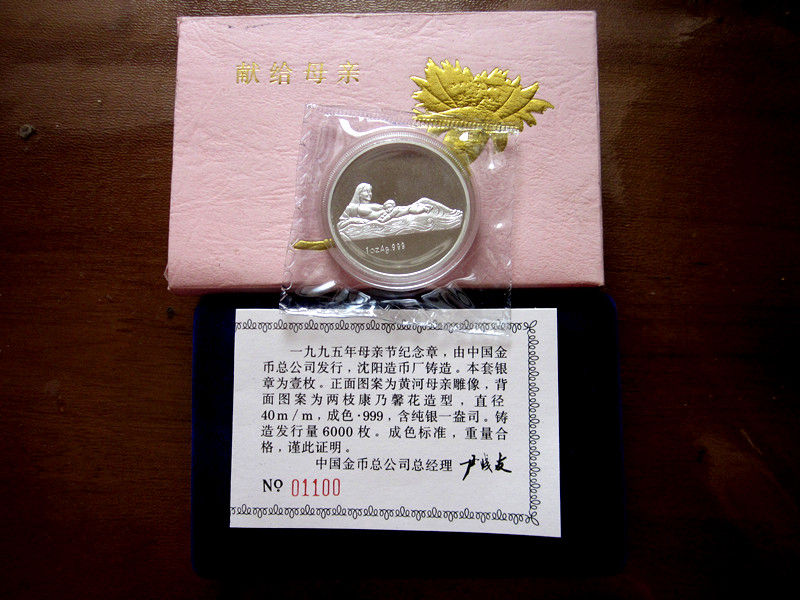 献给母亲
1oz Ag.999
一九九五年母亲节纪念章，由中国金
币总公司发行，沈阳造币厂铸造。本套银
章为壹枚。正面图案为黄河母亲雕像，背
面图案为两枝康乃馨花造型，直径
40m/m，成色·999，含纯银一盎司。铸
造发行量6000枚。成色标准，重量合
格，谨此证明。
中国金币总公司总经理
№ 01100